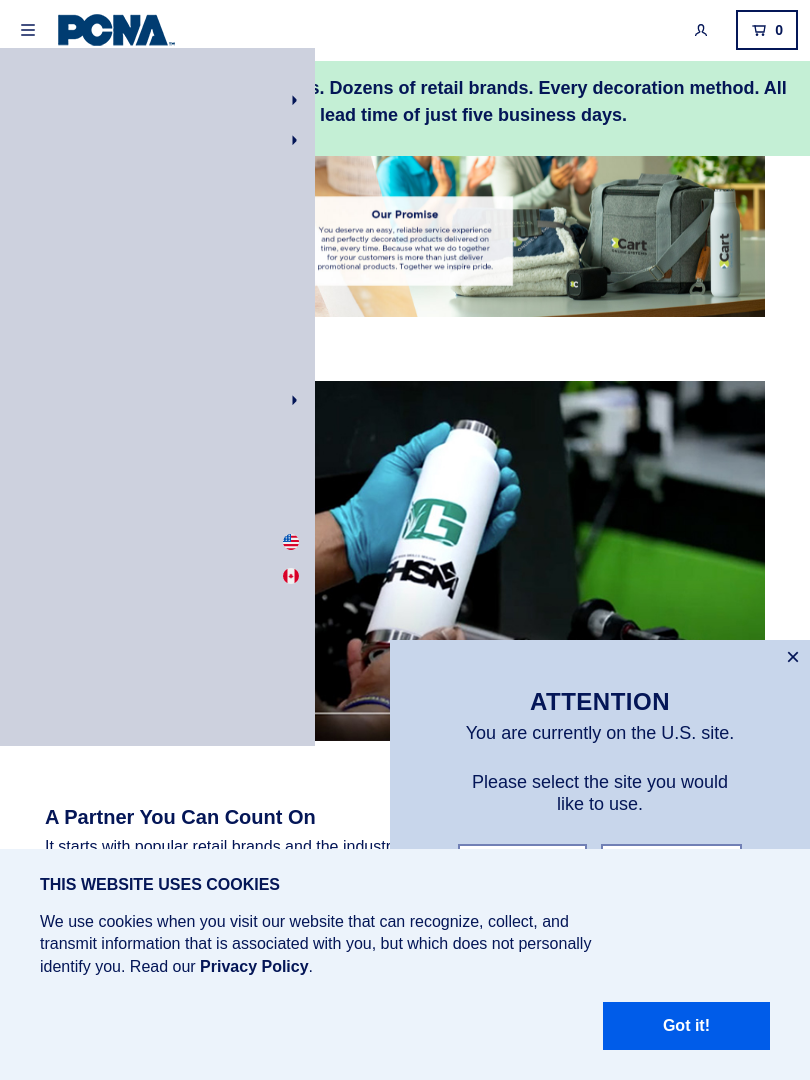 PCNA
0
s. Dozens of retail brands. Every decoration method. All
lead time of just five business days.
Our Promise
You deserve an easy, reliable service experience
and perfectly decorated products delivered on
time, every time. Because what we do together
for your customers is more than just deliver
promotional products. Together we inspire pride.
XCart
XCart
G
GHSM
ATTENTION
You are currently on the U.S. site.
Please select the site you would
like to use.
A Partner You Can Count On
It starts with popular retail brands and the industr
THIS WEBSITE USES COOKIES
We use cookies when you visit our website that can recognize, collect, and
transmit information that is associated with you, but which does not personally
identify you. Read our Privacy Policy.
Got it!